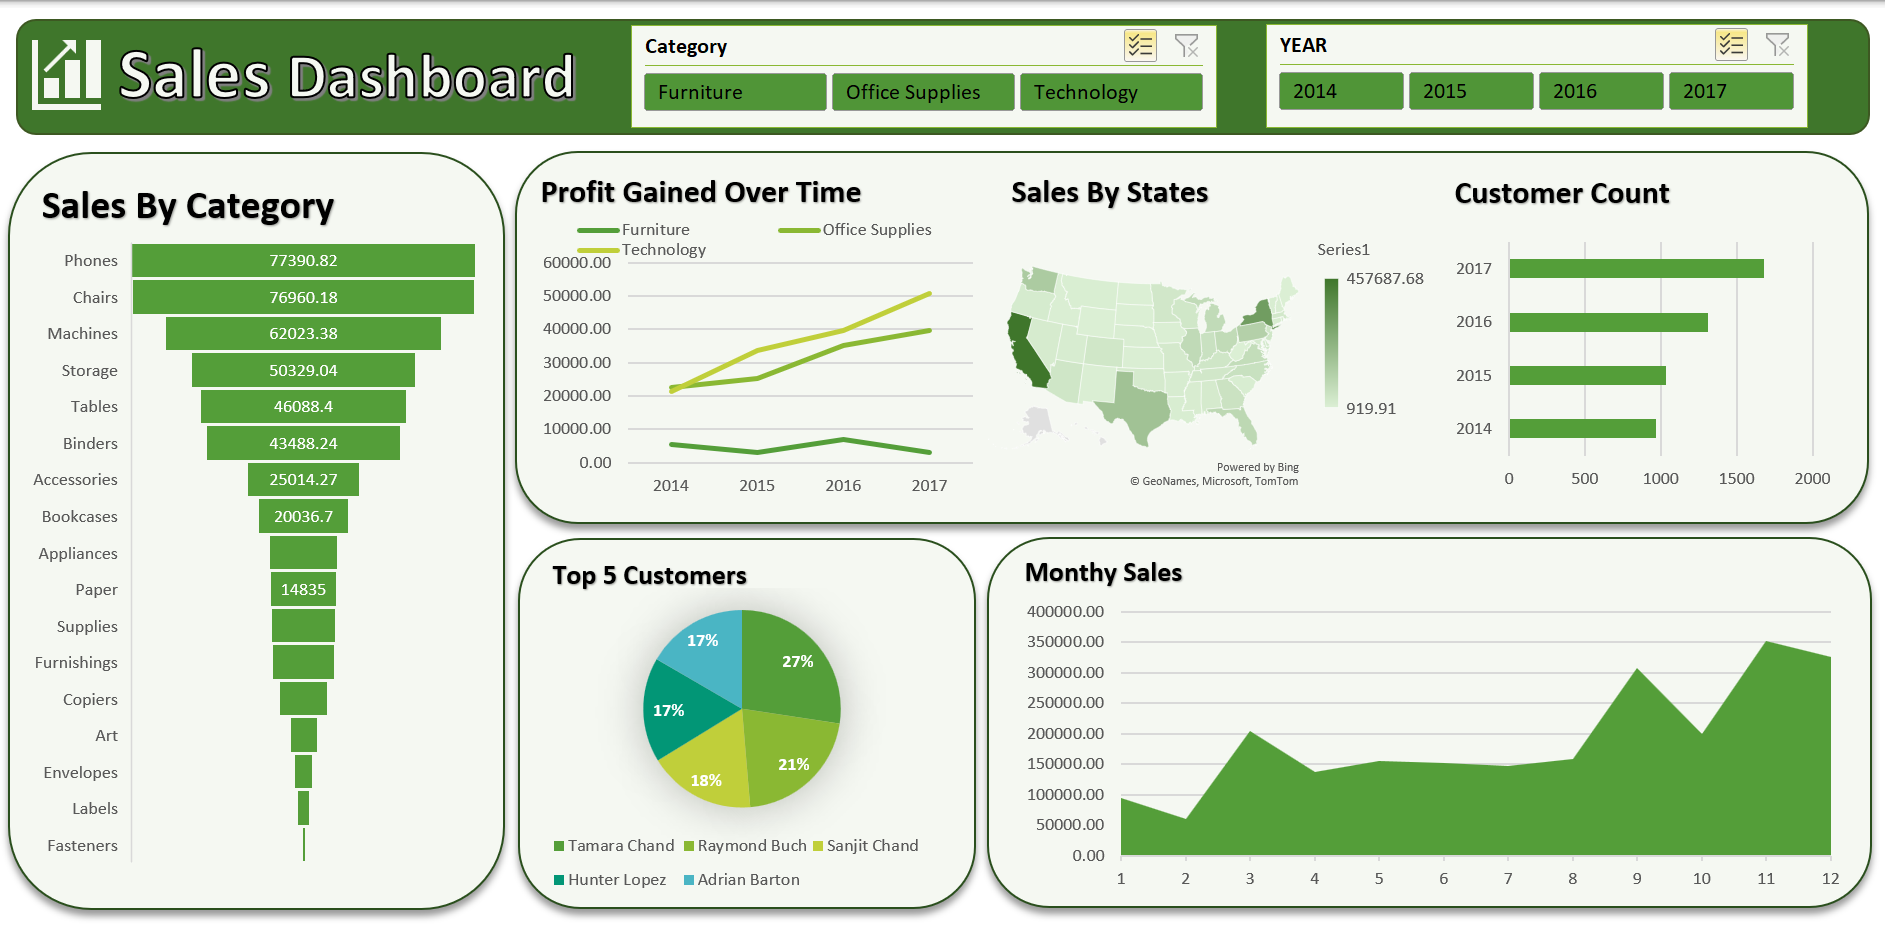 Sales Dashboard
Category
Furniture
Office Supplies
Technology
YEAR
2014
2015
2016
2017
Sales By Category
Phones 77390.82
Chairs 76960.18
Machines 62023.38
Storage 50329.04
Tables 46088.4
Binders 43488.24
Accessories 25014.27
Bookcases 20036.7
Appliances
Paper 14835
Supplies
Furnishings
Copiers
Art
Envelopes
Labels
Fasteners
Profit Gained Over Time
Furniture
Office Supplies
Technology
60000.00
50000.00
40000.00
30000.00
20000.00
10000.00
0.00
2014 2015 2016 2017
Sales By States
Series1
457687.68
919.91
Powered by Bing
© GeoNames, Microsoft, TomTom
Customer Count
2017
2016
2015
2014
0 500 1000 1500 2000
Top 5 Customers
17%
27%
17%
21%
18%
Tamara Chand Raymond Buch Sanjit Chand
Hunter Lopez Adrian Barton
Monthy Sales
400000.00
350000.00
300000.00
250000.00
200000.00
150000.00
100000.00
50000.00
0.00
1 2 3 4 5 6 7 8 9 10 11 12